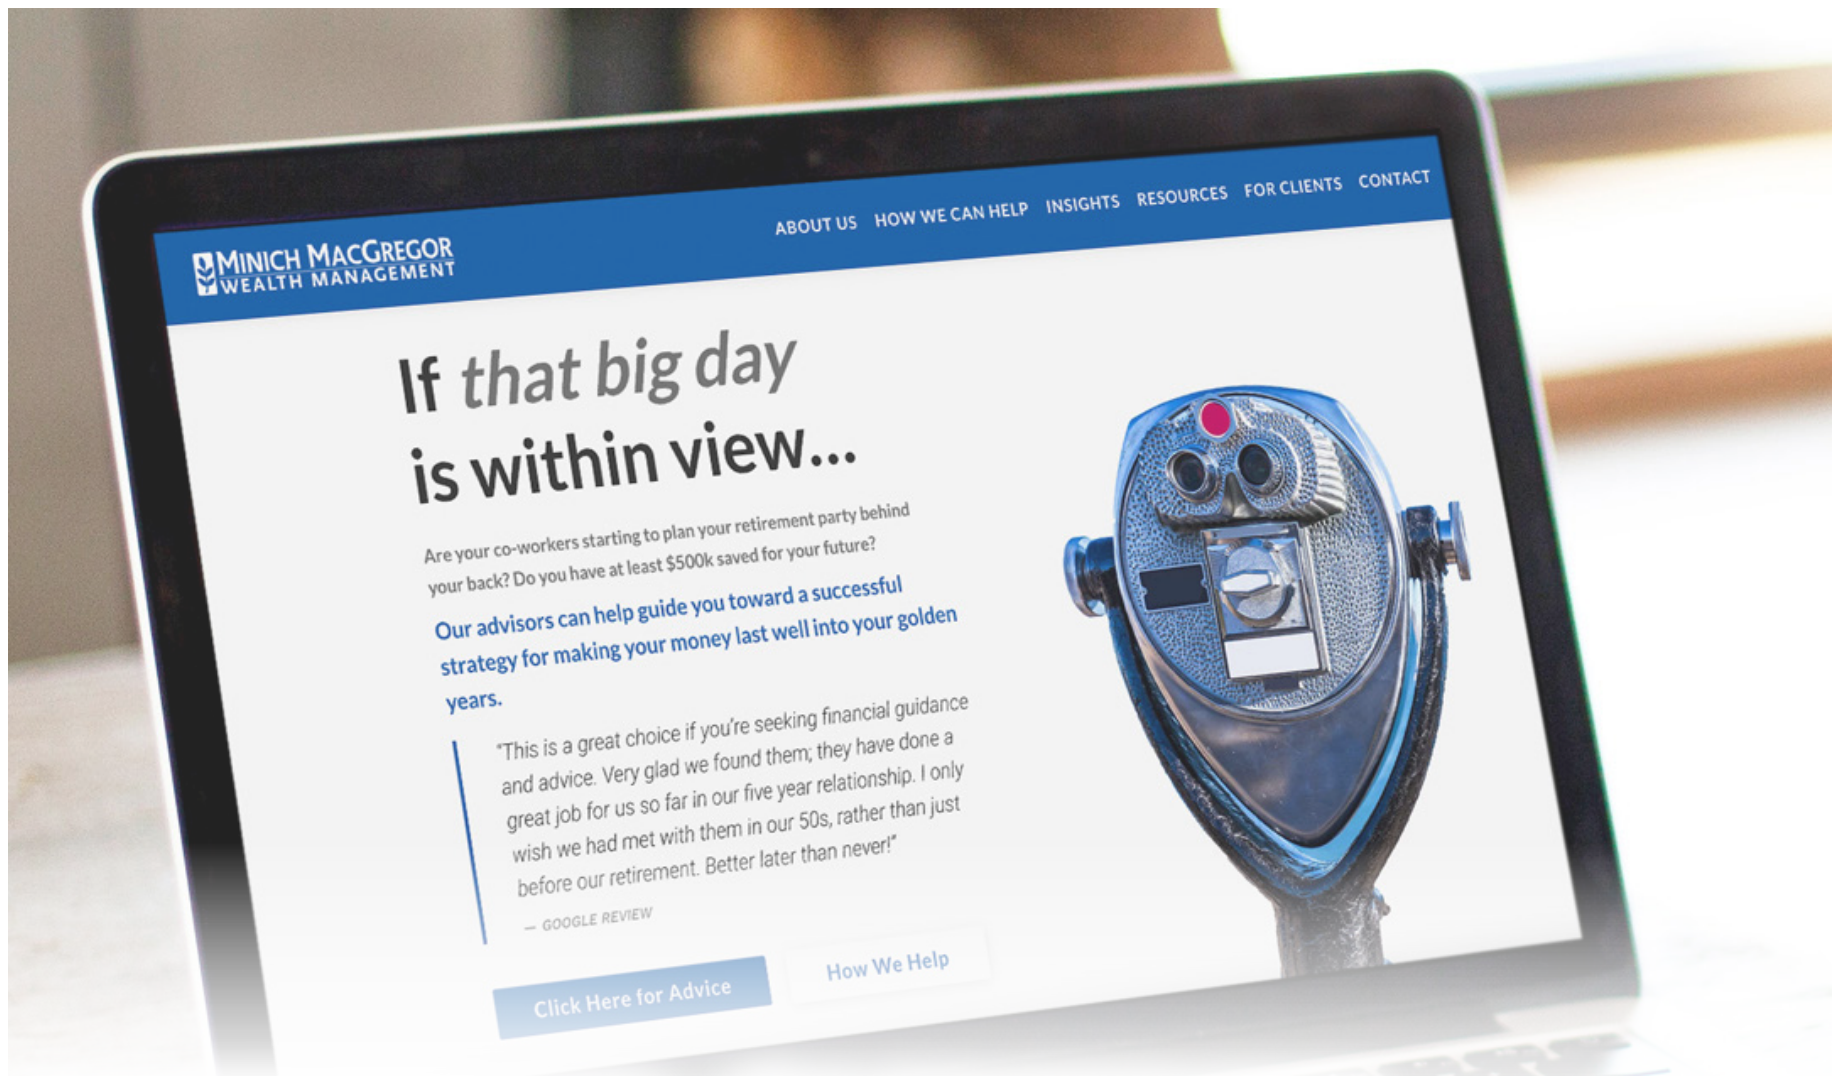 MINICH MACGREGOR
WEALTH MANAGEMENT
ABOUT US HOW WE CAN HELP INSIGHTS RESOURCES FOR CLIENTS CONTACT
If that big day
is within view...
Are your co-workers starting to plan your retirement party behind
your back? Do you have at least $500k saved for your future?
Our advisors can help guide you toward a successful
strategy for making your money last well into your golden
years.
“This is a great choice if you’re seeking financial guidance
and advice. Very glad we found them; they have done a
great job for us so far in our five year relationship. I only
wish we had met with them in our 50s, rather than just
before our retirement. Better later than never!”
— GOOGLE REVIEW
Click Here for Advice
How We Help